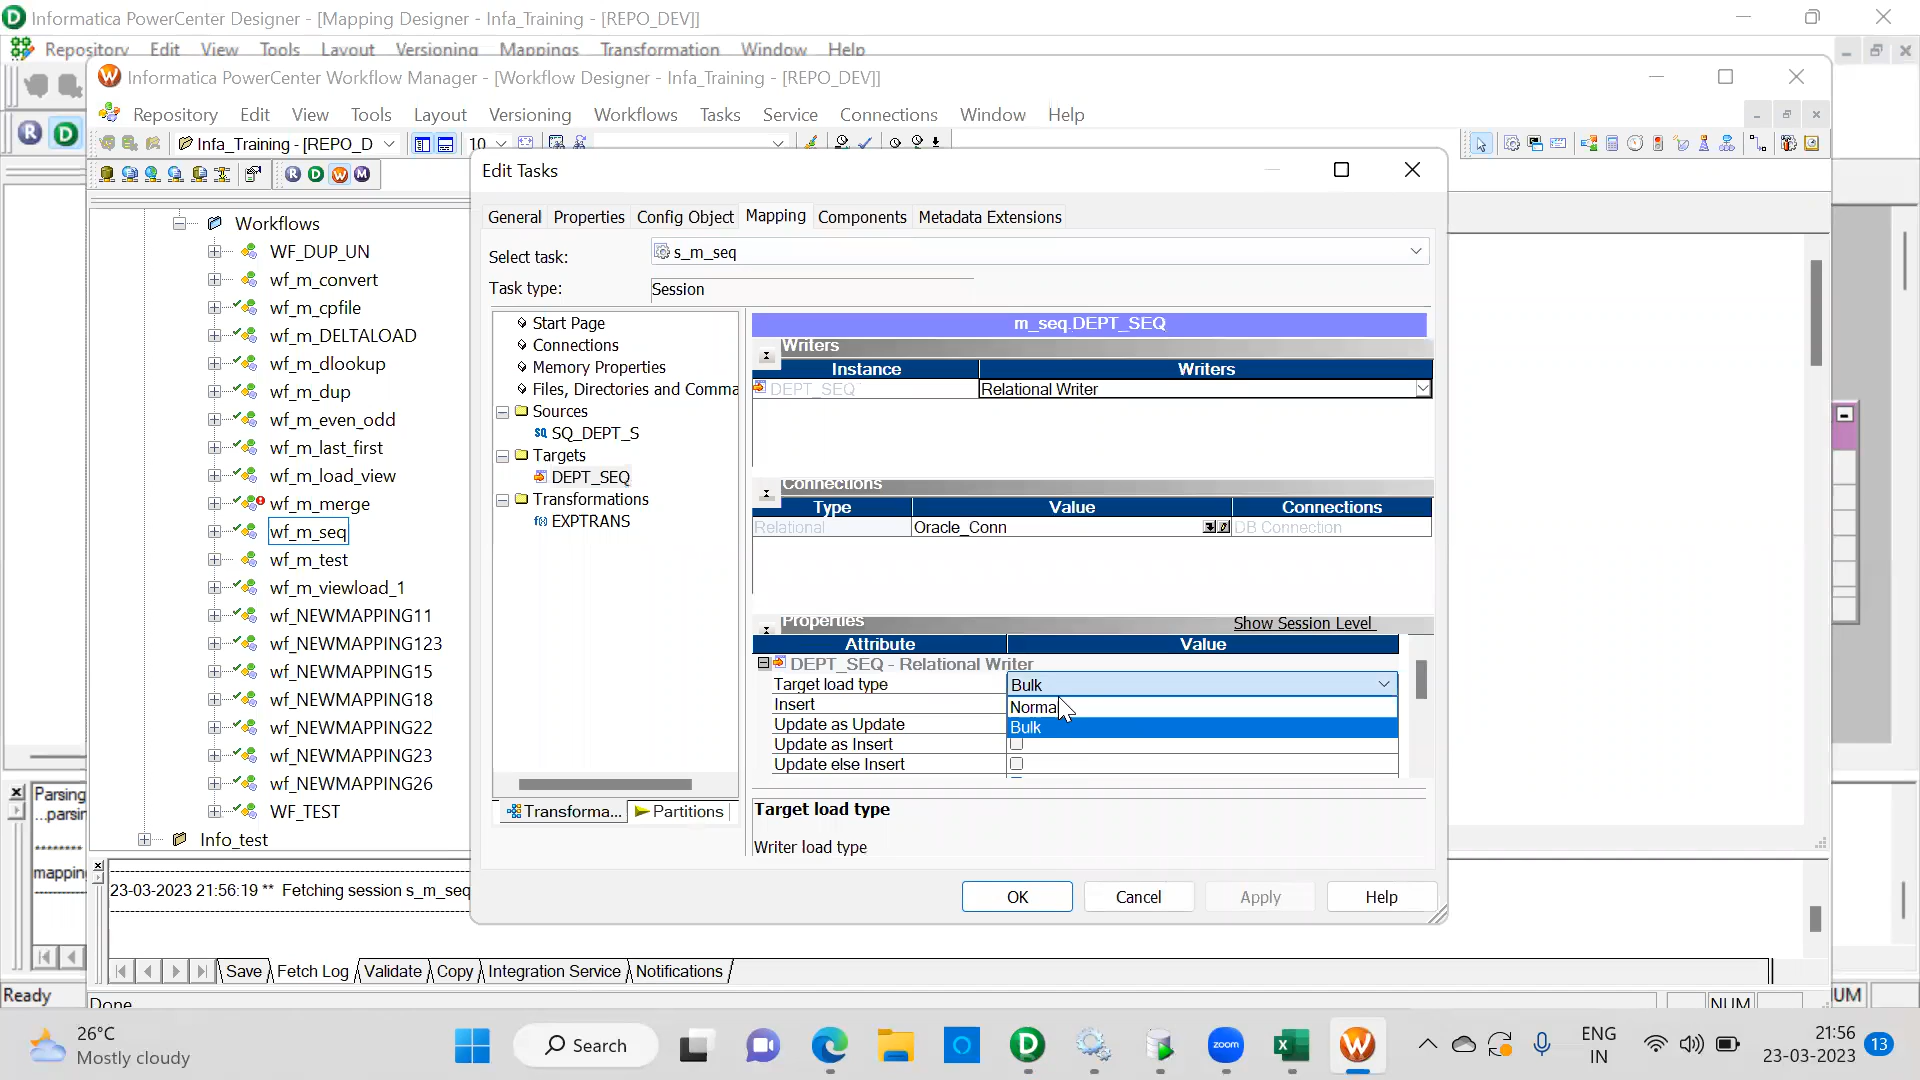 Informatica PowerCenter Designer - [Mapping Designer - Infa_Training - [REPO_DEV]]
Repository Edit View Tools Layout Versioning Mappings Transformation Window Help
Informatica PowerCenter Workflow Manager - [Workflow Designer - Infa_Training - [REPO_DEV]]
Repository Edit View Tools Layout Versioning Workflows Tasks Service Connections Window Help
Infa_Training - [REPO_D 10
Workflows
WF_DUP_UN
wf_m_convert
wf_m_cpfile
wf_m_DELTALOAD
wf_m_dlookup
wf_m_dup
wf_m_even_odd
wf_m_last_first
wf_m_load_view
wf_m_merge
wf_m_seq
wf_m_test
wf_m_viewload_1
wf_NEWMAPPING11
wf_NEWMAPPING123
wf_NEWMAPPING15
wf_NEWMAPPING18
wf_NEWMAPPING22
wf_NEWMAPPING23
wf_NEWMAPPING26
WF_TEST
Info_test
Edit Tasks
General Properties Config Object Mapping Components Metadata Extensions
Select task: s_m_seq
Task type: Session
Start Page
Connections
Memory Properties
Files, Directories and Comma
Sources
SQ_DEPT_S
Targets
DEPT_SEQ
Transformations
EXPTRANS
Transforma... Partitions
m_seq.DEPT_SEQ
Writers
Instance Writers
DEPT_SEQ Relational Writer
Connections
Type Value Connections
Relational Oracle_Conn DB Connection
Properties Show Session Level
Attribute Value
DEPT_SEQ - Relational Writer
Target load type Bulk
Insert Norma
Update as Update Bulk
Update as Insert
Update else Insert
Target load type
Writer load type
OK Cancel Apply Help
Parsing
...parsin
********
mapping
23-03-2023 21:56:19 ** Fetching session s_m_seq
Save Fetch Log Validate Copy Integration Service Notifications
Ready
Done
NUM
UM
26°C
Mostly cloudy
Search
zoom
ENG
IN
21:56
23-03-2023
13